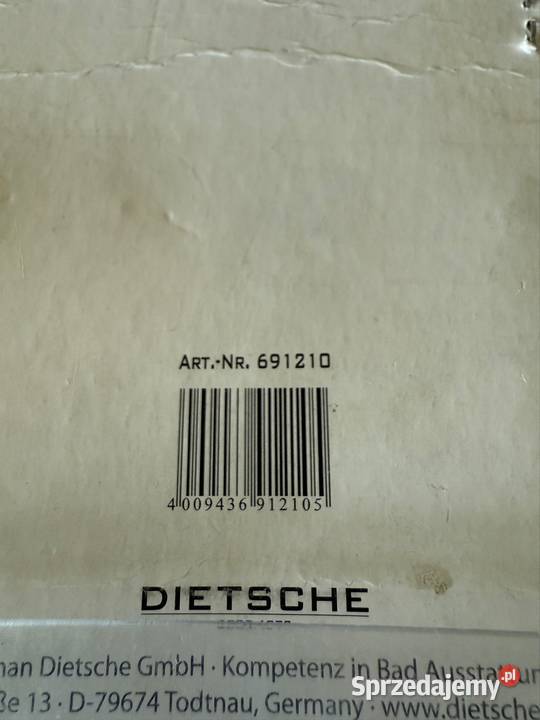 ART.-NR. 691210
4 009436 912105
DIETSCHE
man Dietsche GmbH · Kompetenz in Bad Ausstattun
ße 13 · D-79674 Todtnau, Germany · www.dietsche
Sprzedajemy.pl